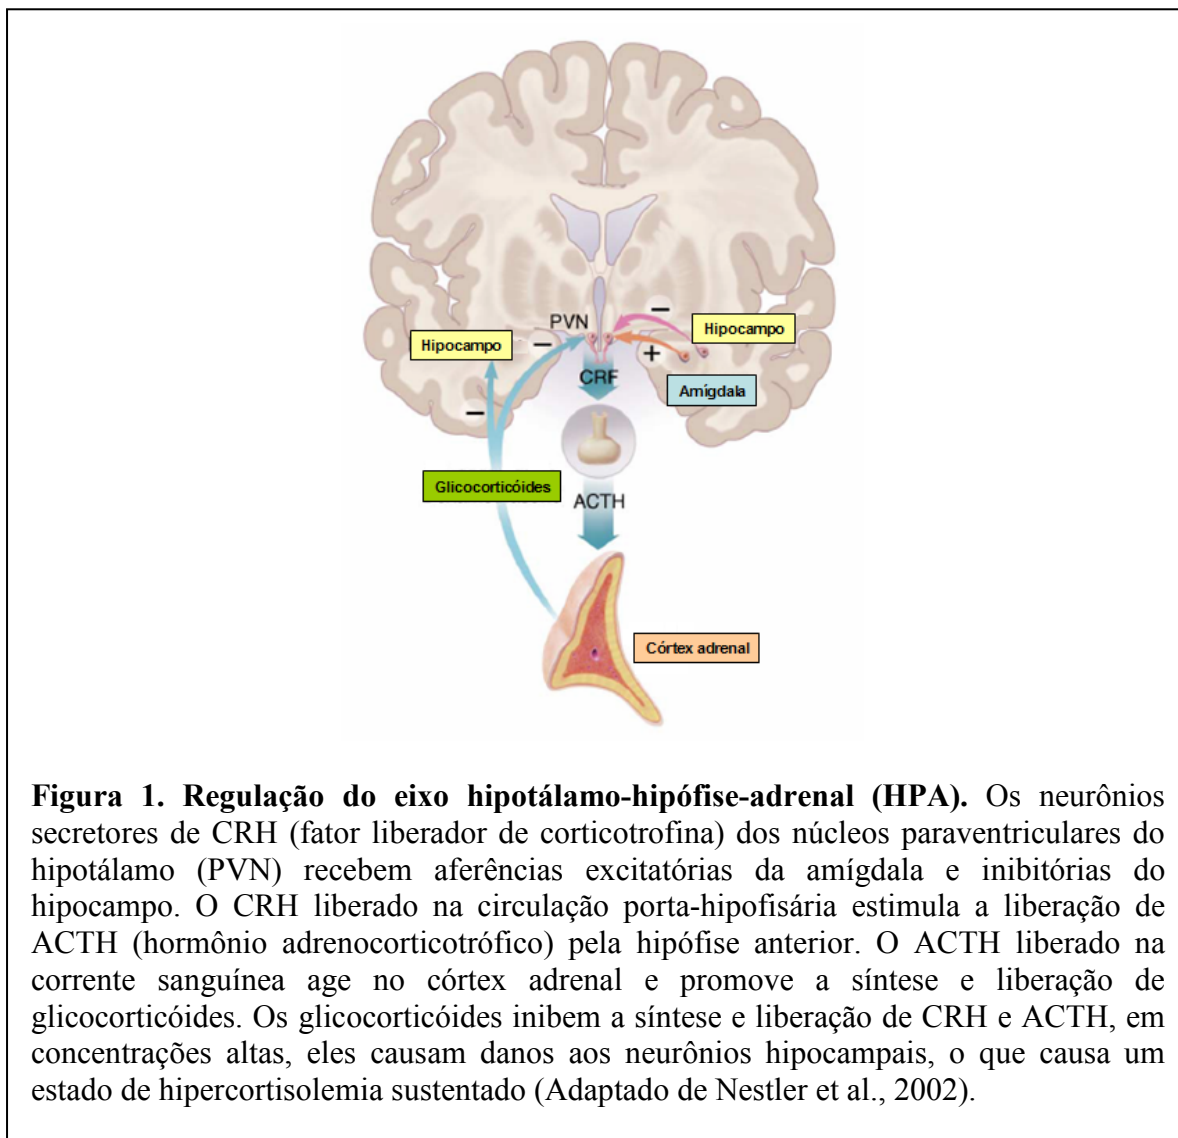 PVN
Hipocampo
Hipocampo
CRF
Amígdala
Glicocorticóides
ACTH
Córtex adrenal
Figura 1. Regulação do eixo hipotálamo-hipófise-adrenal (HPA). Os neurônios
secretores de CRH (fator liberador de corticotrofina) dos núcleos paraventriculares do
hipotálamo (PVN) recebem aferências excitatórias da amígdala e inibitórias do
hipocampo. O CRH liberado na circulação porta-hipofisária estimula a liberação de
ACTH (hormônio adrenocorticotrófico) pela hipófise anterior. O ACTH liberado na
corrente sanguínea age no córtex adrenal e promove a síntese e liberação de
glicocorticóides. Os glicocorticóides inibem a síntese e liberação de CRH e ACTH, em
concentrações altas, eles causam danos aos neurônios hipocampais, o que causa um
estado de hipercortisolemia sustentado (Adaptado de Nestler et al., 2002).